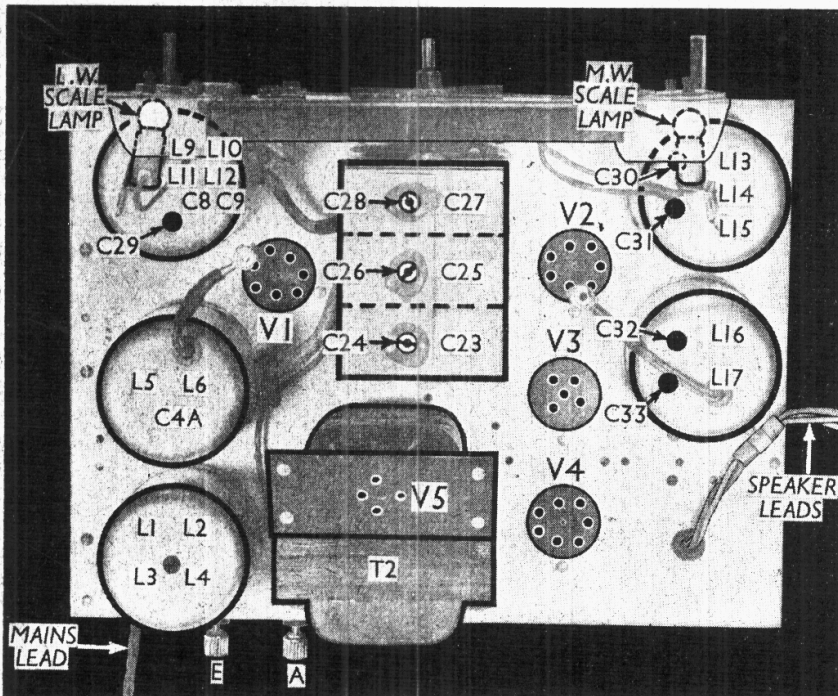 L.W.
SCALE
LAMP
M.W.
SCALE
LAMP
L9 L10
L11 L12
C8 C9
C29
C28 C27
C26 C25
C24 C23
V1
V2
C30
L13
L14
L15
C31
C32
L16
L17
C33
V3
V4
L5 L6
C4A
V5
T2
L1 L2
L3 L4
SPEAKER
LEADS
MAINS
LEAD
E
A